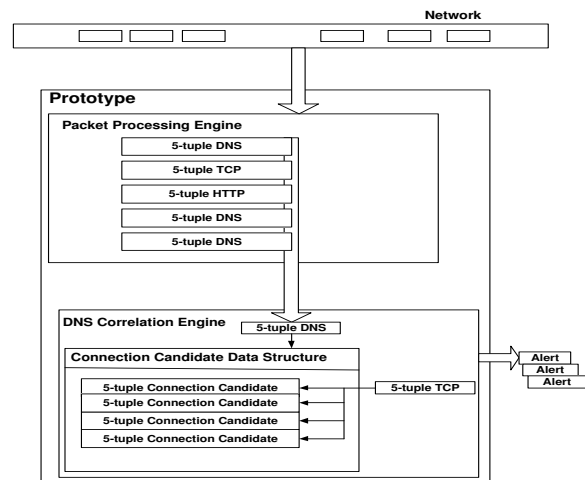 Network
Prototype
Packet Processing Engine
5-tuple DNS
5-tuple TCP
5-tuple HTTP
5-tuple DNS
5-tuple DNS
DNS Correlation Engine
5-tuple DNS
Connection Candidate Data Structure
5-tuple Connection Candidate
5-tuple Connection Candidate
5-tuple Connection Candidate
5-tuple Connection Candidate
5-tuple TCP
Alert
Alert
Alert